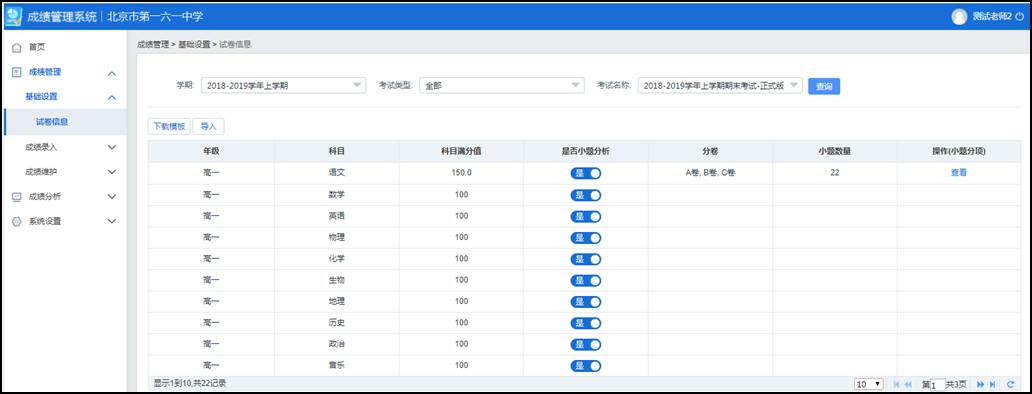 成绩管理系统 | 北京市第一六一中学
测试老师2
首页
成绩管理
基础设置
试卷信息
成绩录入
成绩维护
成绩分析
系统设置
成绩管理 > 基础设置 > 试卷信息
学期: 2018-2019学年上学期 考试类型: 全部 考试名称: 2018-2019学年上学期期末考试-正式版 查询
下载模板 导入
年级 科目 科目满分值 是否小题分析 分卷 小题数量 操作(小题分项)
高一 语文 150.0 是 A卷, B卷, C卷 22 查看
高一 数学 100 是
高一 英语 100 是
高一 物理 100 是
高一 化学 100 是
高一 生物 100 是
高一 地理 100 是
高一 历史 100 是
高一 政治 100 是
高一 音乐 100 是
显示1到10,共22记录 10 第1共3页